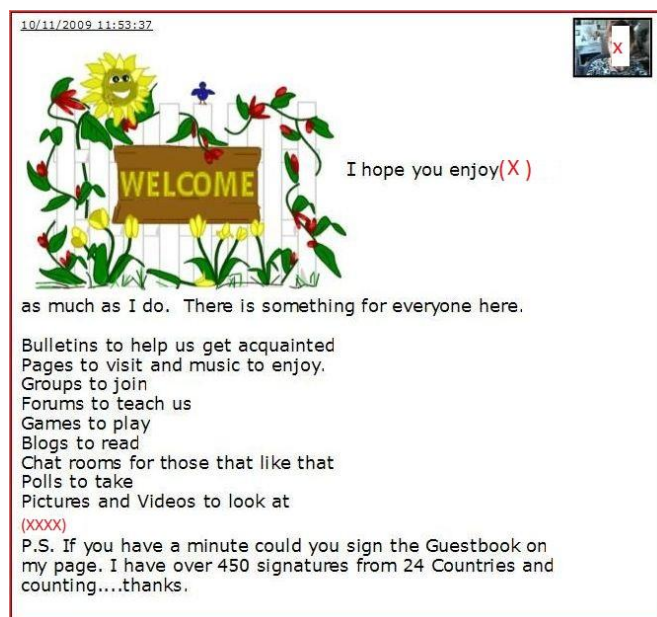 10/11/2009 11:53:37
X
WELCOME
I hope you enjoy(X )
as much as I do.  There is something for everyone here.
Bulletins to help us get acquainted
Pages to visit and music to enjoy.
Groups to join
Forums to teach us
Games to play
Blogs to read
Chat rooms for those that like that
Polls to take
Pictures and Videos to look at
(XXXX)
P.S. If you have a minute could you sign the Guestbook on
my page. I have over 450 signatures from 24 Countries and
counting....thanks.